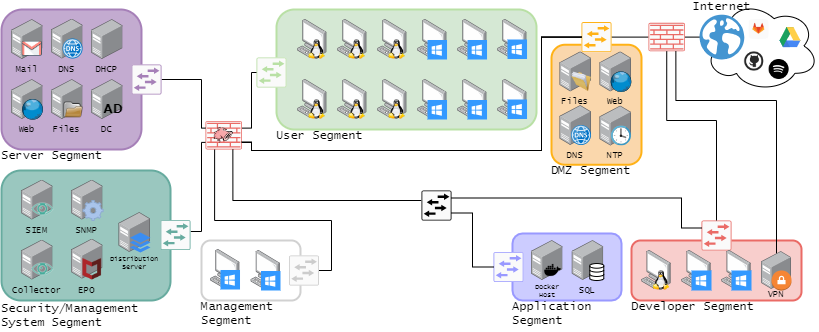 Internet
Mail DNS DHCP
Web Files DC
AD
Server Segment
User Segment
Files Web
DNS NTP
DMZ Segment
SIEM SNMP
Distribution
Server
Collector EPO
Security/Management
System Segment
Management
Segment
Docker
Host
SQL
Application
Segment
VPN
Developer Segment